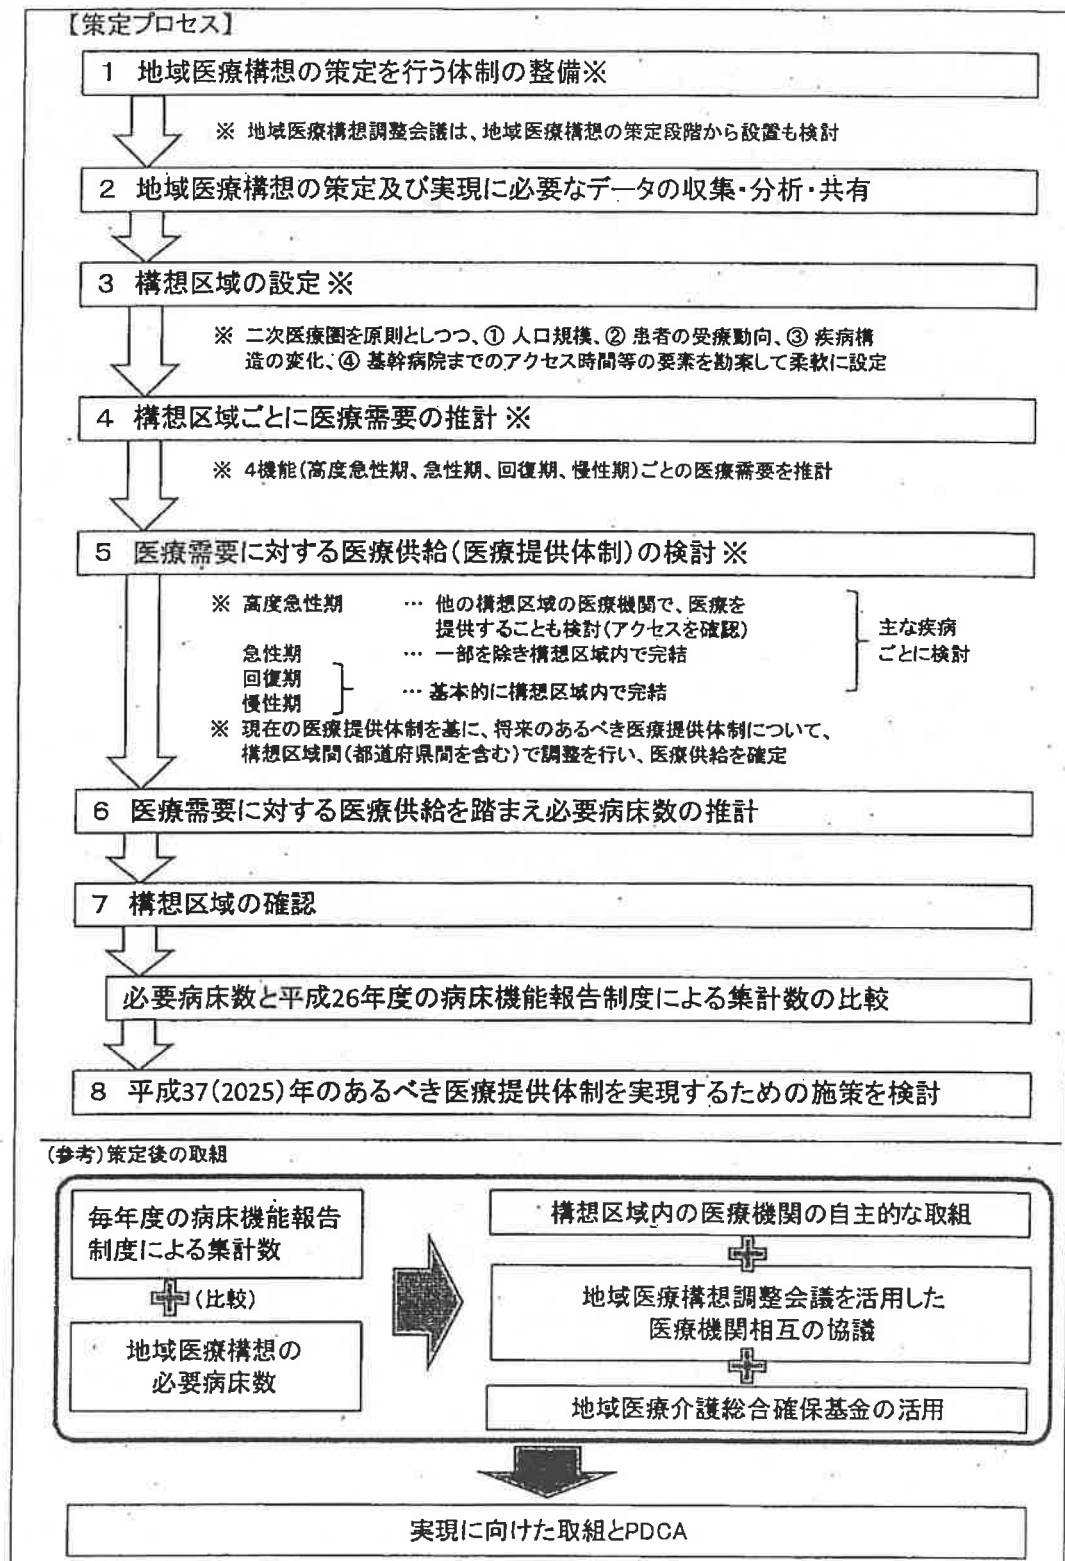 【策定プロセス】
1 地域医療構想の策定を行う体制の整備※
※ 地域医療構想調整会議は、地域医療構想の策定段階から設置も検討
2 地域医療構想の策定及び実現に必要なデータの収集・分析・共有
3 構想区域の設定※
※ 二次医療圏を原則としつつ、① 人口規模、② 患者の受療動向、③ 疾病構
造の変化、④ 基幹病院までのアクセス時間等の要素を勘案して柔軟に設定
4 構想区域ごとに医療需要の推計※
※ 4機能(高度急性期、急性期、回復期、慢性期)ごとの医療需要を推計
5 医療需要に対する医療供給(医療提供体制)の検討※
※ 高度急性期 … 他の構想区域の医療機関で、医療を
提供することも検討(アクセスを確認)
急性期 … 一部を除き構想区域内で完結
回復期
慢性期
… 基本的に構想区域内で完結
主な疾病
ごとに検討
※ 現在の医療提供体制を基に、将来のあるべき医療提供体制について、
構想区域間(都道府県間を含む)で調整を行い、医療供給を確定
6 医療需要に対する医療供給を踏まえ必要病床数の推計
7 構想区域の確認
必要病床数と平成26年度の病床機能報告制度による集計数の比較
8 平成37(2025)年のあるべき医療提供体制を実現するための施策を検討
(参考)策定後の取組
毎年度の病床機能報告
制度による集計数
(比較)
地域医療構想の
必要病床数
構想区域内の医療機関の自主的な取組
地域医療構想調整会議を活用した
医療機関相互の協議
地域医療介護総合確保基金の活用
実現に向けた取組とPDCA